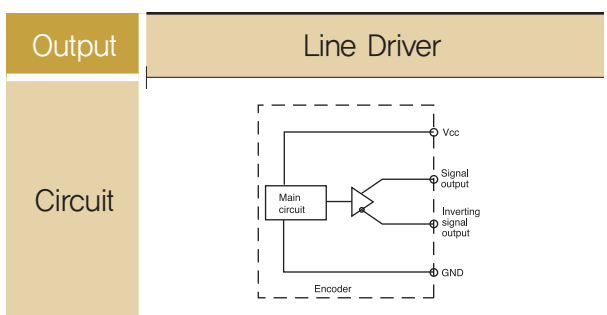 Output
Line Driver
Circuit
Vcc
Signal
output
Main
circuit
Inverting
signal
output
GND
Encoder